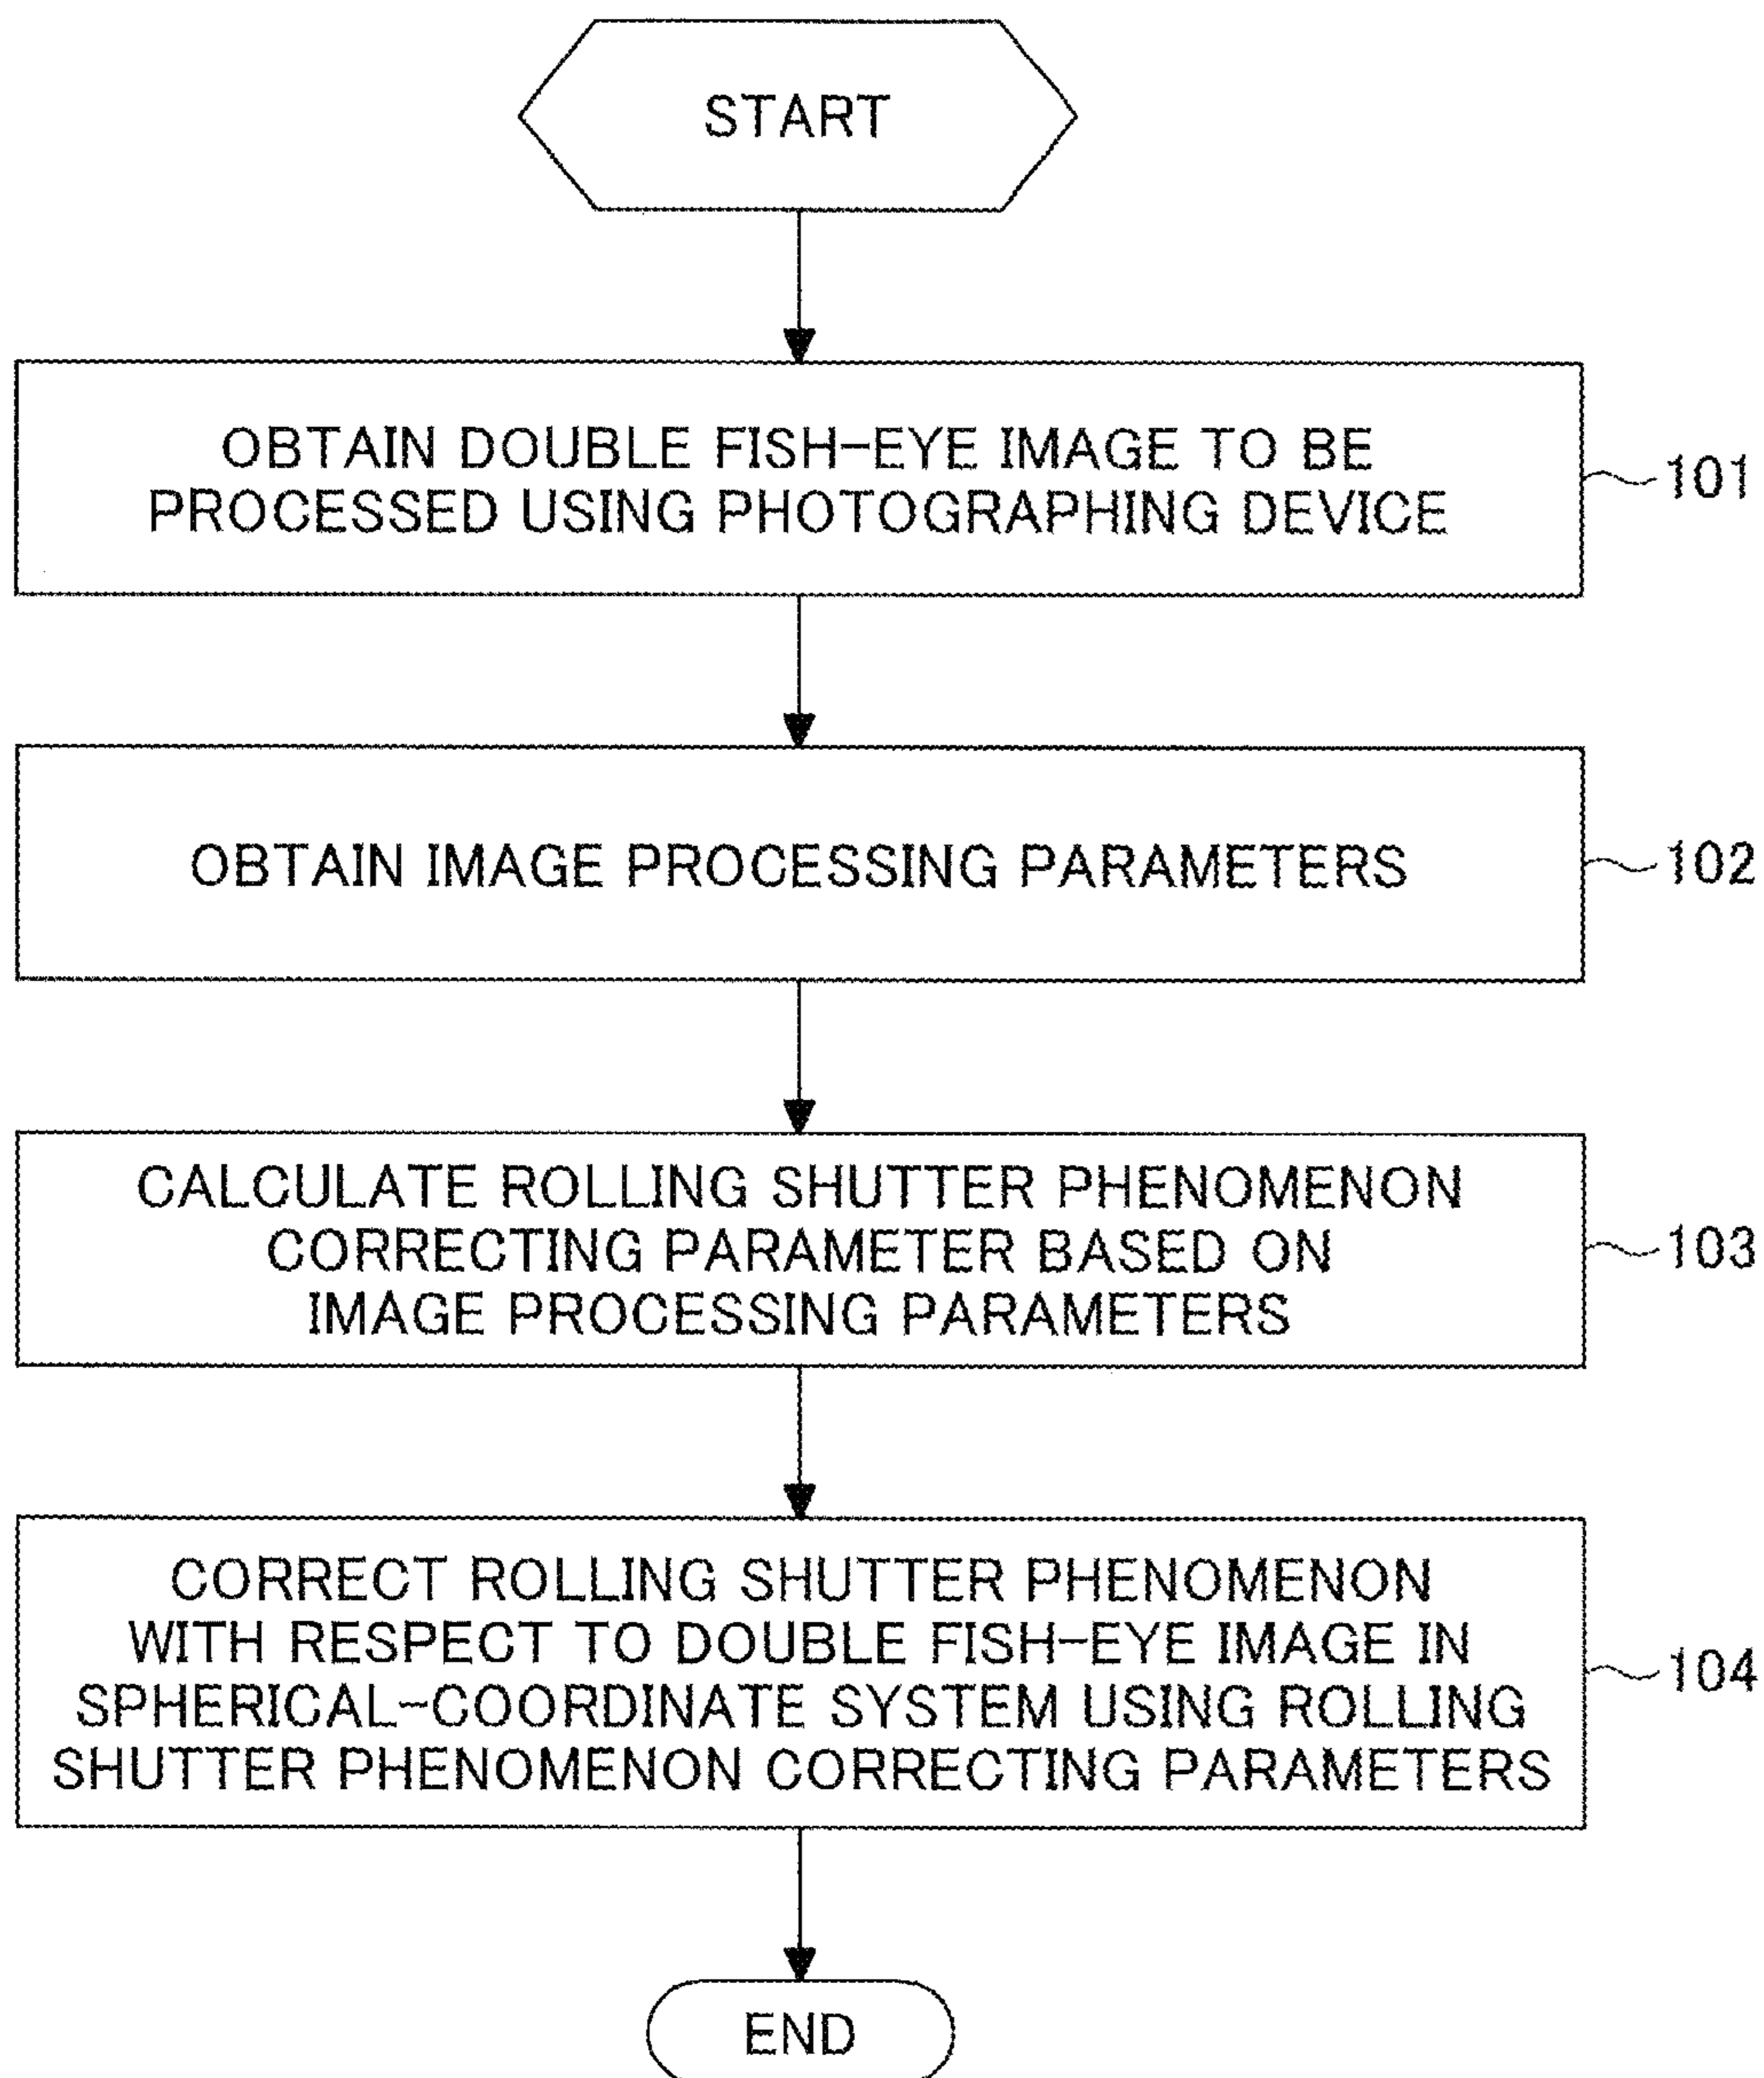 START
OBTAIN DOUBLE FISH-EYE IMAGE TO BE
PROCESSED USING PHOTOGRAPHING DEVICE
101
OBTAIN IMAGE PROCESSING PARAMETERS
102
CALCULATE ROLLING SHUTTER PHENOMENON
CORRECTING PARAMETER BASED ON
IMAGE PROCESSING PARAMETERS
103
CORRECT ROLLING SHUTTER PHENOMENON
WITH RESPECT TO DOUBLE FISH-EYE IMAGE IN
SPHERICAL-COORDINATE SYSTEM USING ROLLING
SHUTTER PHENOMENON CORRECTING PARAMETERS
104
END